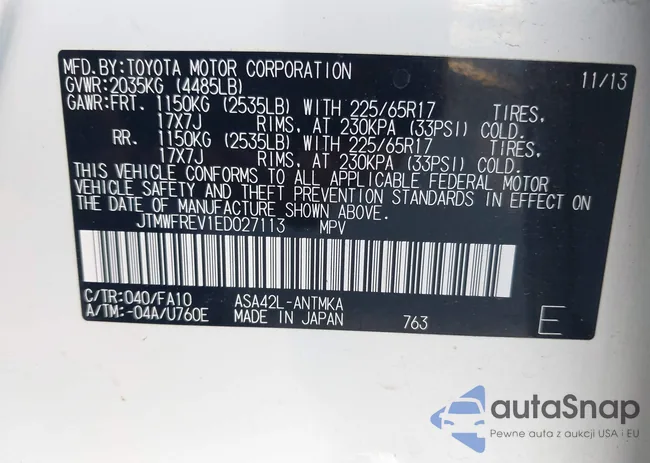 MFD.BY:TOYOTA MOTOR CORPORATION 11/13
GVWR:2035KG (4485LB)
GAWR:FRT. 1150KG (2535LB) WITH 225/65R17 TIRES,
17X7J RIMS, AT 230KPA (33PSI) COLD.
RR. 1150KG (2535LB) WITH 225/65R17 TIRES,
17X7J RIMS, AT 230KPA (33PSI) COLD.
THIS VEHICLE CONFORMS TO ALL APPLICABLE FEDERAL MOTOR
VEHICLE SAFETY AND THEFT PREVENTION STANDARDS IN EFFECT ON
THE DATE OF MANUFACTURE SHOWN ABOVE.
JTMWFREV1ED027113 MPV
C/TR:040/FA10 ASA42L-ANTMKA
A/TM:-04A/U760E MADE IN JAPAN 763 E
autaSnap
Pewne auta z aukcji USA i EU